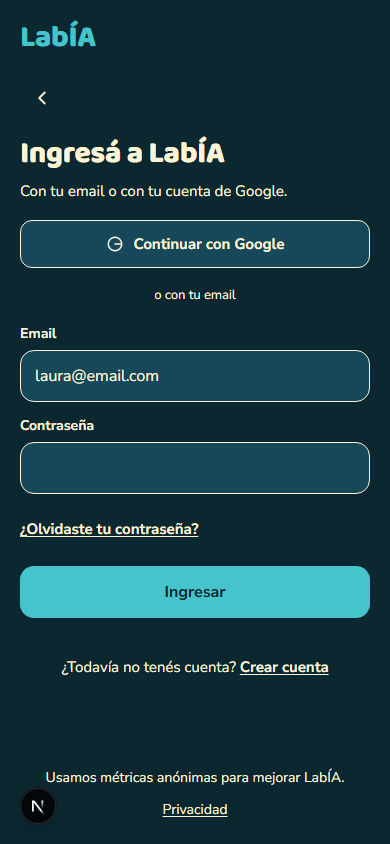 LabÍA
Ingresá a LabÍA
Con tu email o con tu cuenta de Google.
Continuar con Google
o con tu email
Email
laura@email.com
Contraseña
¿Olvidaste tu contraseña?
Ingresar
¿Todavía no tenés cuenta? Crear cuenta
Usamos métricas anónimas para mejorar LabÍA.
N
Privacidad